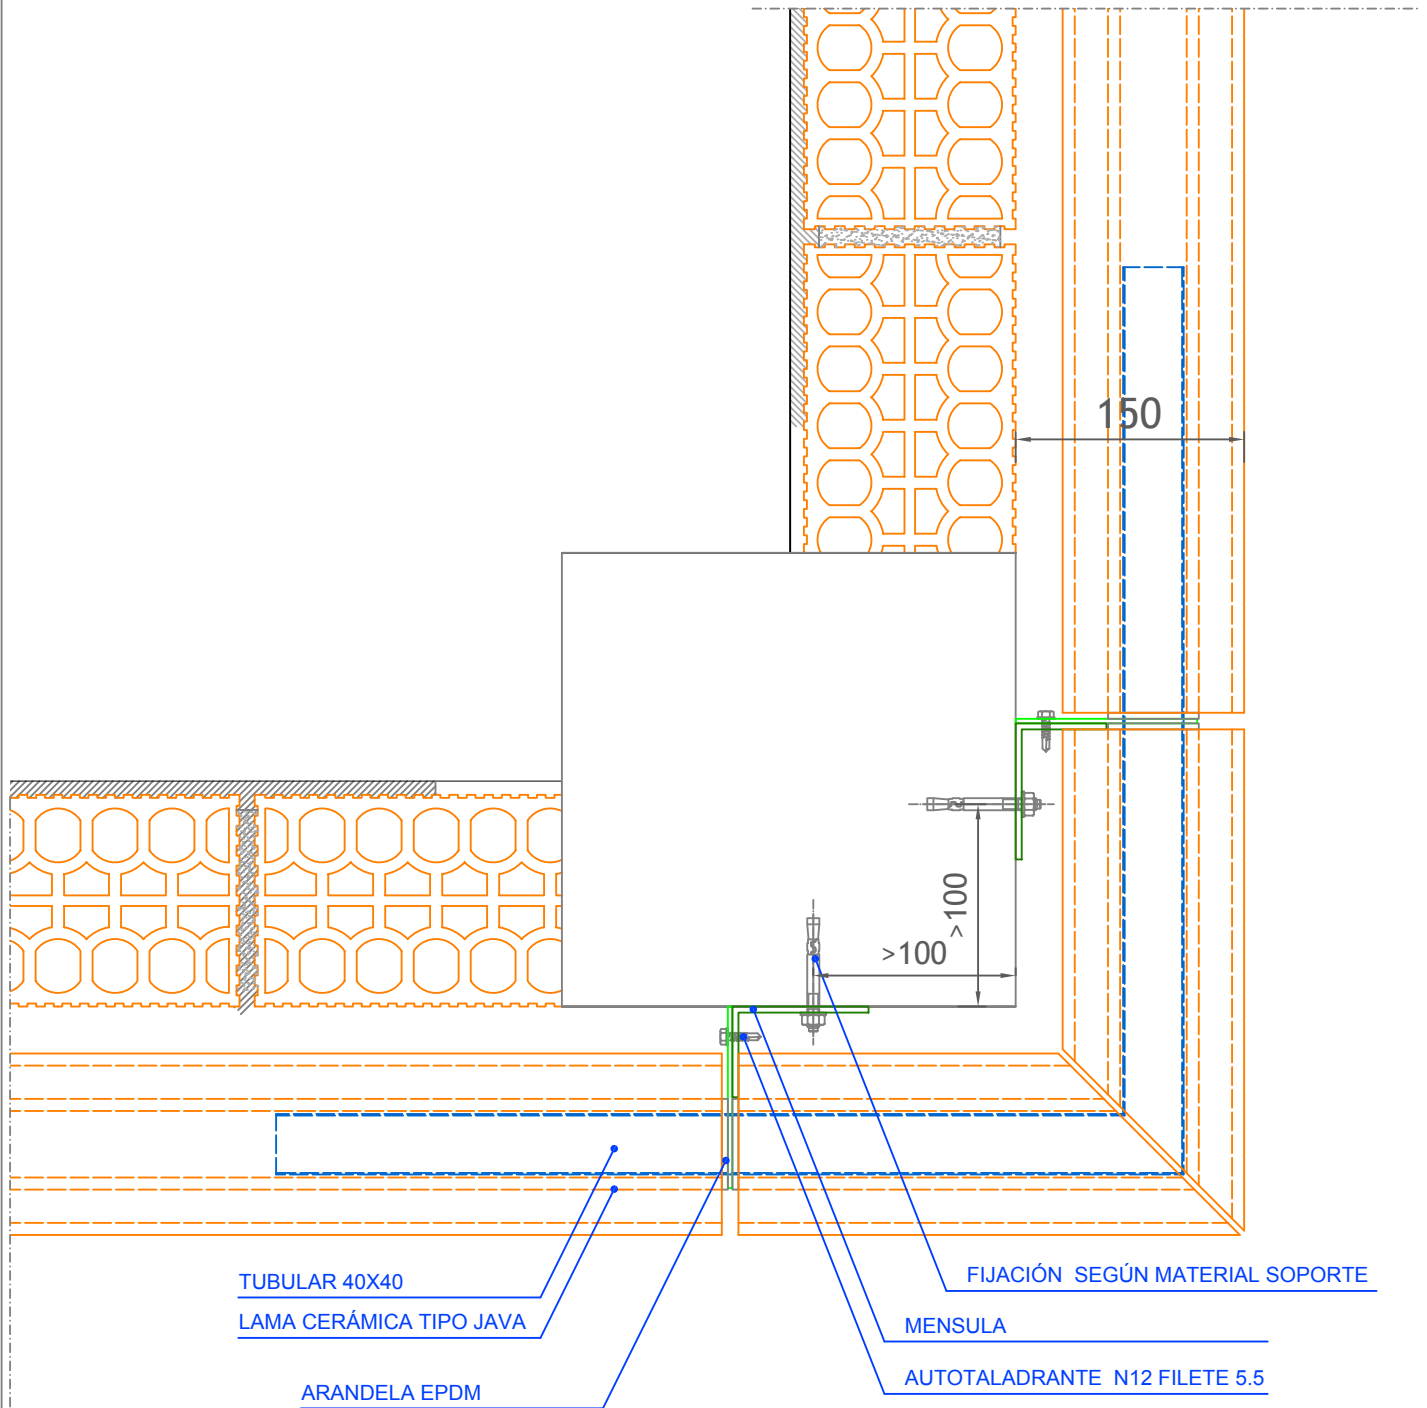 150
>100
>100
TUBULAR 40X40
LAMA CERÁMICA TIPO JAVA
ARANDELA EPDM
FIJACIÓN  SEGÚN MATERIAL SOPORTE
MENSULA
AUTOTALADRANTE  N12 FILETE 5.5